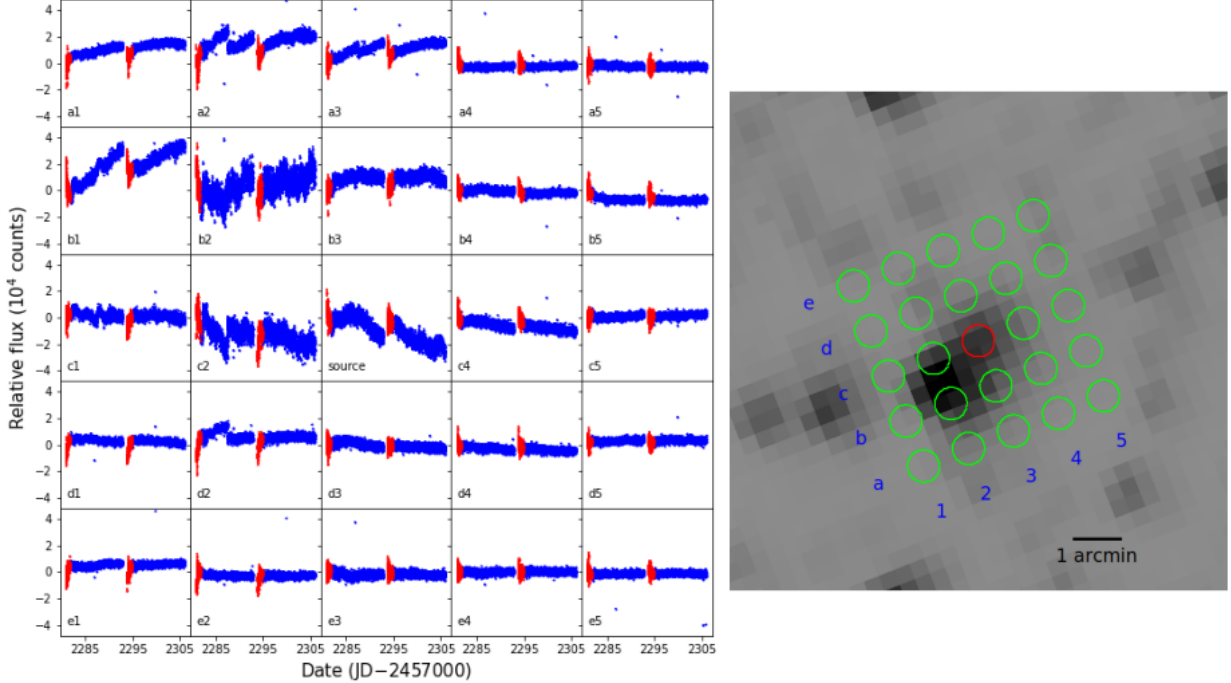 4
2
0
−2
−4
a1
a2
a3
a4
a5
4
2
0
−2
−4
b1
b2
b3
b4
b5
4
2
0
−2
−4
c1
c2
source
c4
c5
4
2
0
−2
−4
d1
d2
d3
d4
d5
4
2
0
−2
−4
e1
e2
e3
e4
e5
2285 2295 2305 2285 2295 2305 2285 2295 2305 2285 2295 2305 2285 2295 2305
Relative flux (10⁴ counts)
Date (JD−2457000)
e
d
c
b
a
1
2
3
4
5
1 arcmin